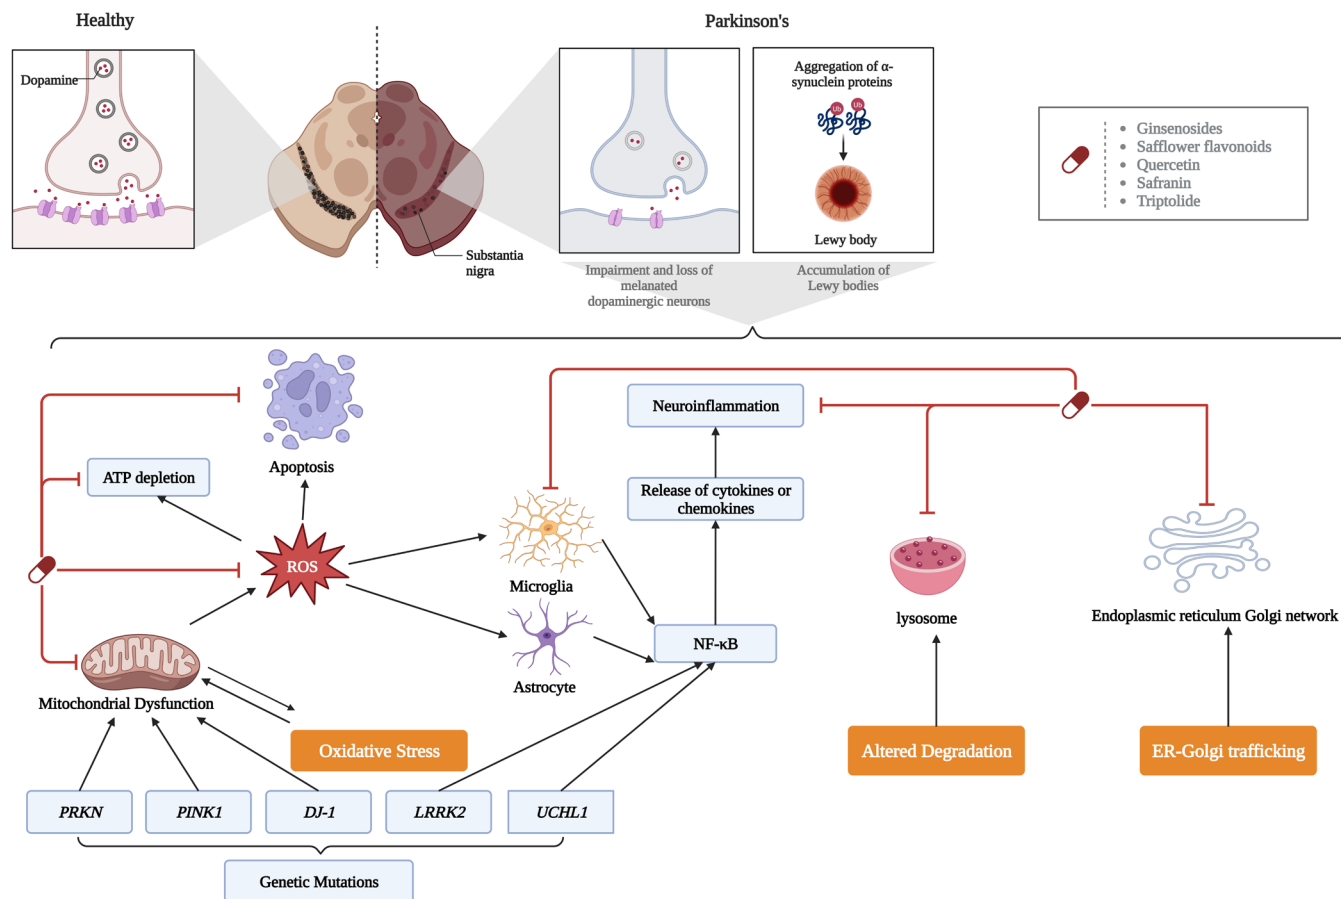 Healthy
Parkinson's
Dopamine
Aggregation of α-
synuclein proteins
Ub
Ub
Lewy body
Substantia
nigra
Impairment and loss of
melanated
dopaminergic neurons
Accumulation of
Lewy bodies
Ginsenosides
Safflower flavonoids
Quercetin
Safranin
Triptolide
Apoptosis
ATP depletion
ROS
Mitochondrial Dysfunction
Oxidative Stress
Neuroinflammation
Release of cytokines or
chemokines
Microglia
Astrocyte
NF-κB
lysosome
Endoplasmic reticulum Golgi network
Altered Degradation
ER-Golgi trafficking
PRKN
PINK1
DJ-1
LRRK2
UCHL1
Genetic Mutations